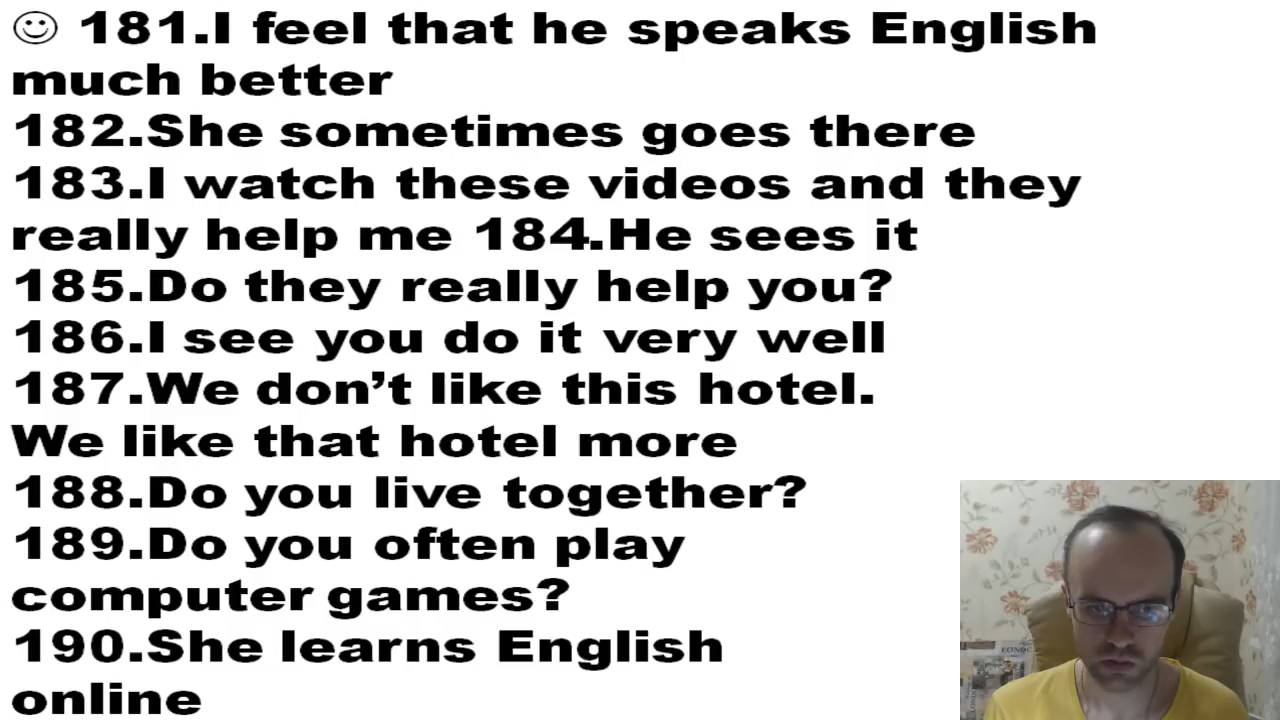 ☺ 181.I feel that he speaks English
much better
182.She sometimes goes there
183.I watch these videos and they
really help me 184.He sees it
185.Do they really help you?
186.I see you do it very well
187.We don’t like this hotel.
We like that hotel more
188.Do you live together?
189.Do you often play
computer games?
190.She learns English
online